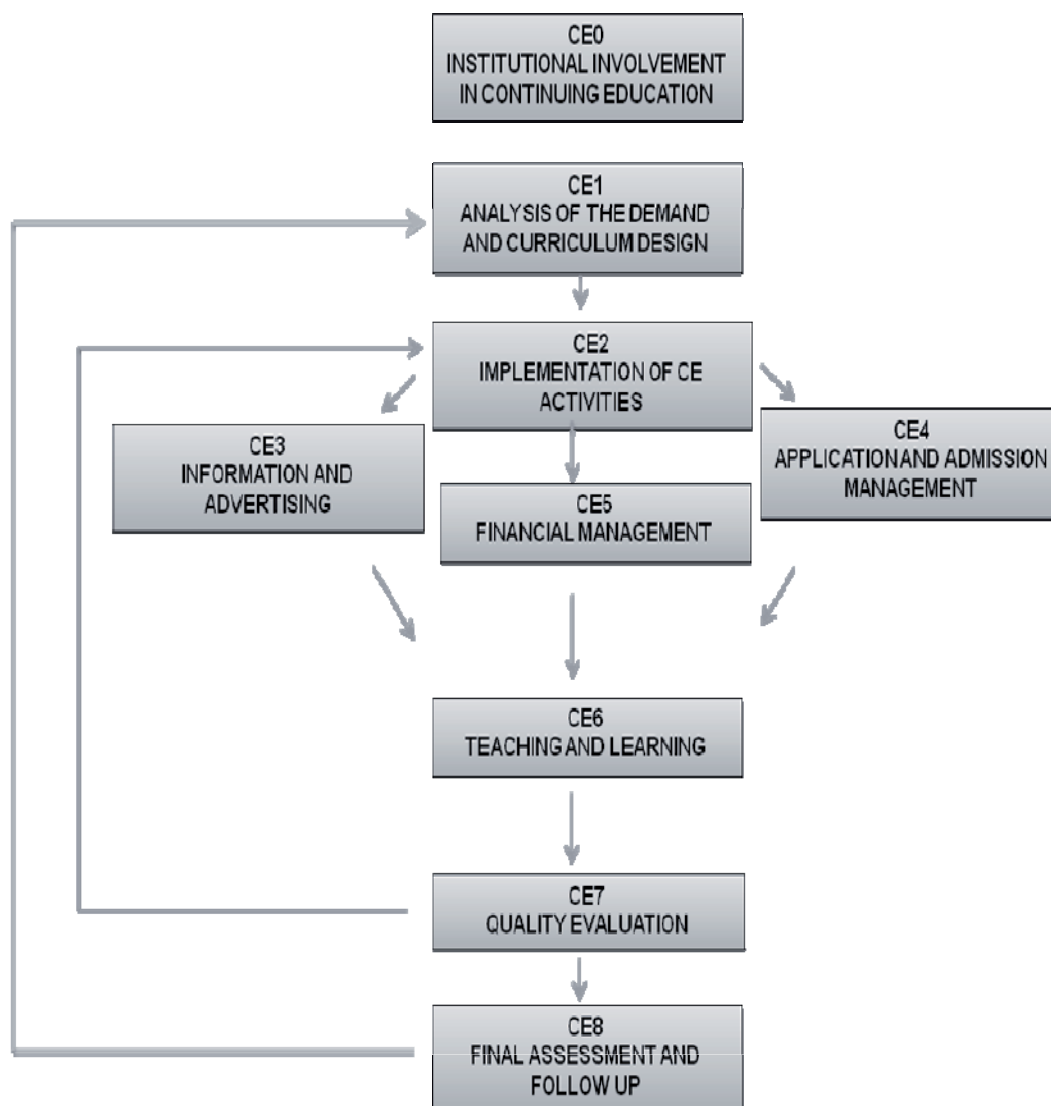 CE0
INSTITUTIONAL INVOLVEMENT
IN CONTINUING EDUCATION
CE1
ANALYSIS OF THE DEMAND
AND CURRICULUM DESIGN
CE2
IMPLEMENTATION OF CE
ACTIVITIES
CE3
INFORMATION AND
ADVERTISING
CE4
APPLICATION AND ADMISSION
MANAGEMENT
CE5
FINANCIAL MANAGEMENT
CE6
TEACHING AND LEARNING
CE7
QUALITY EVALUATION
CE8
FINAL ASSESSMENT AND
FOLLOW UP